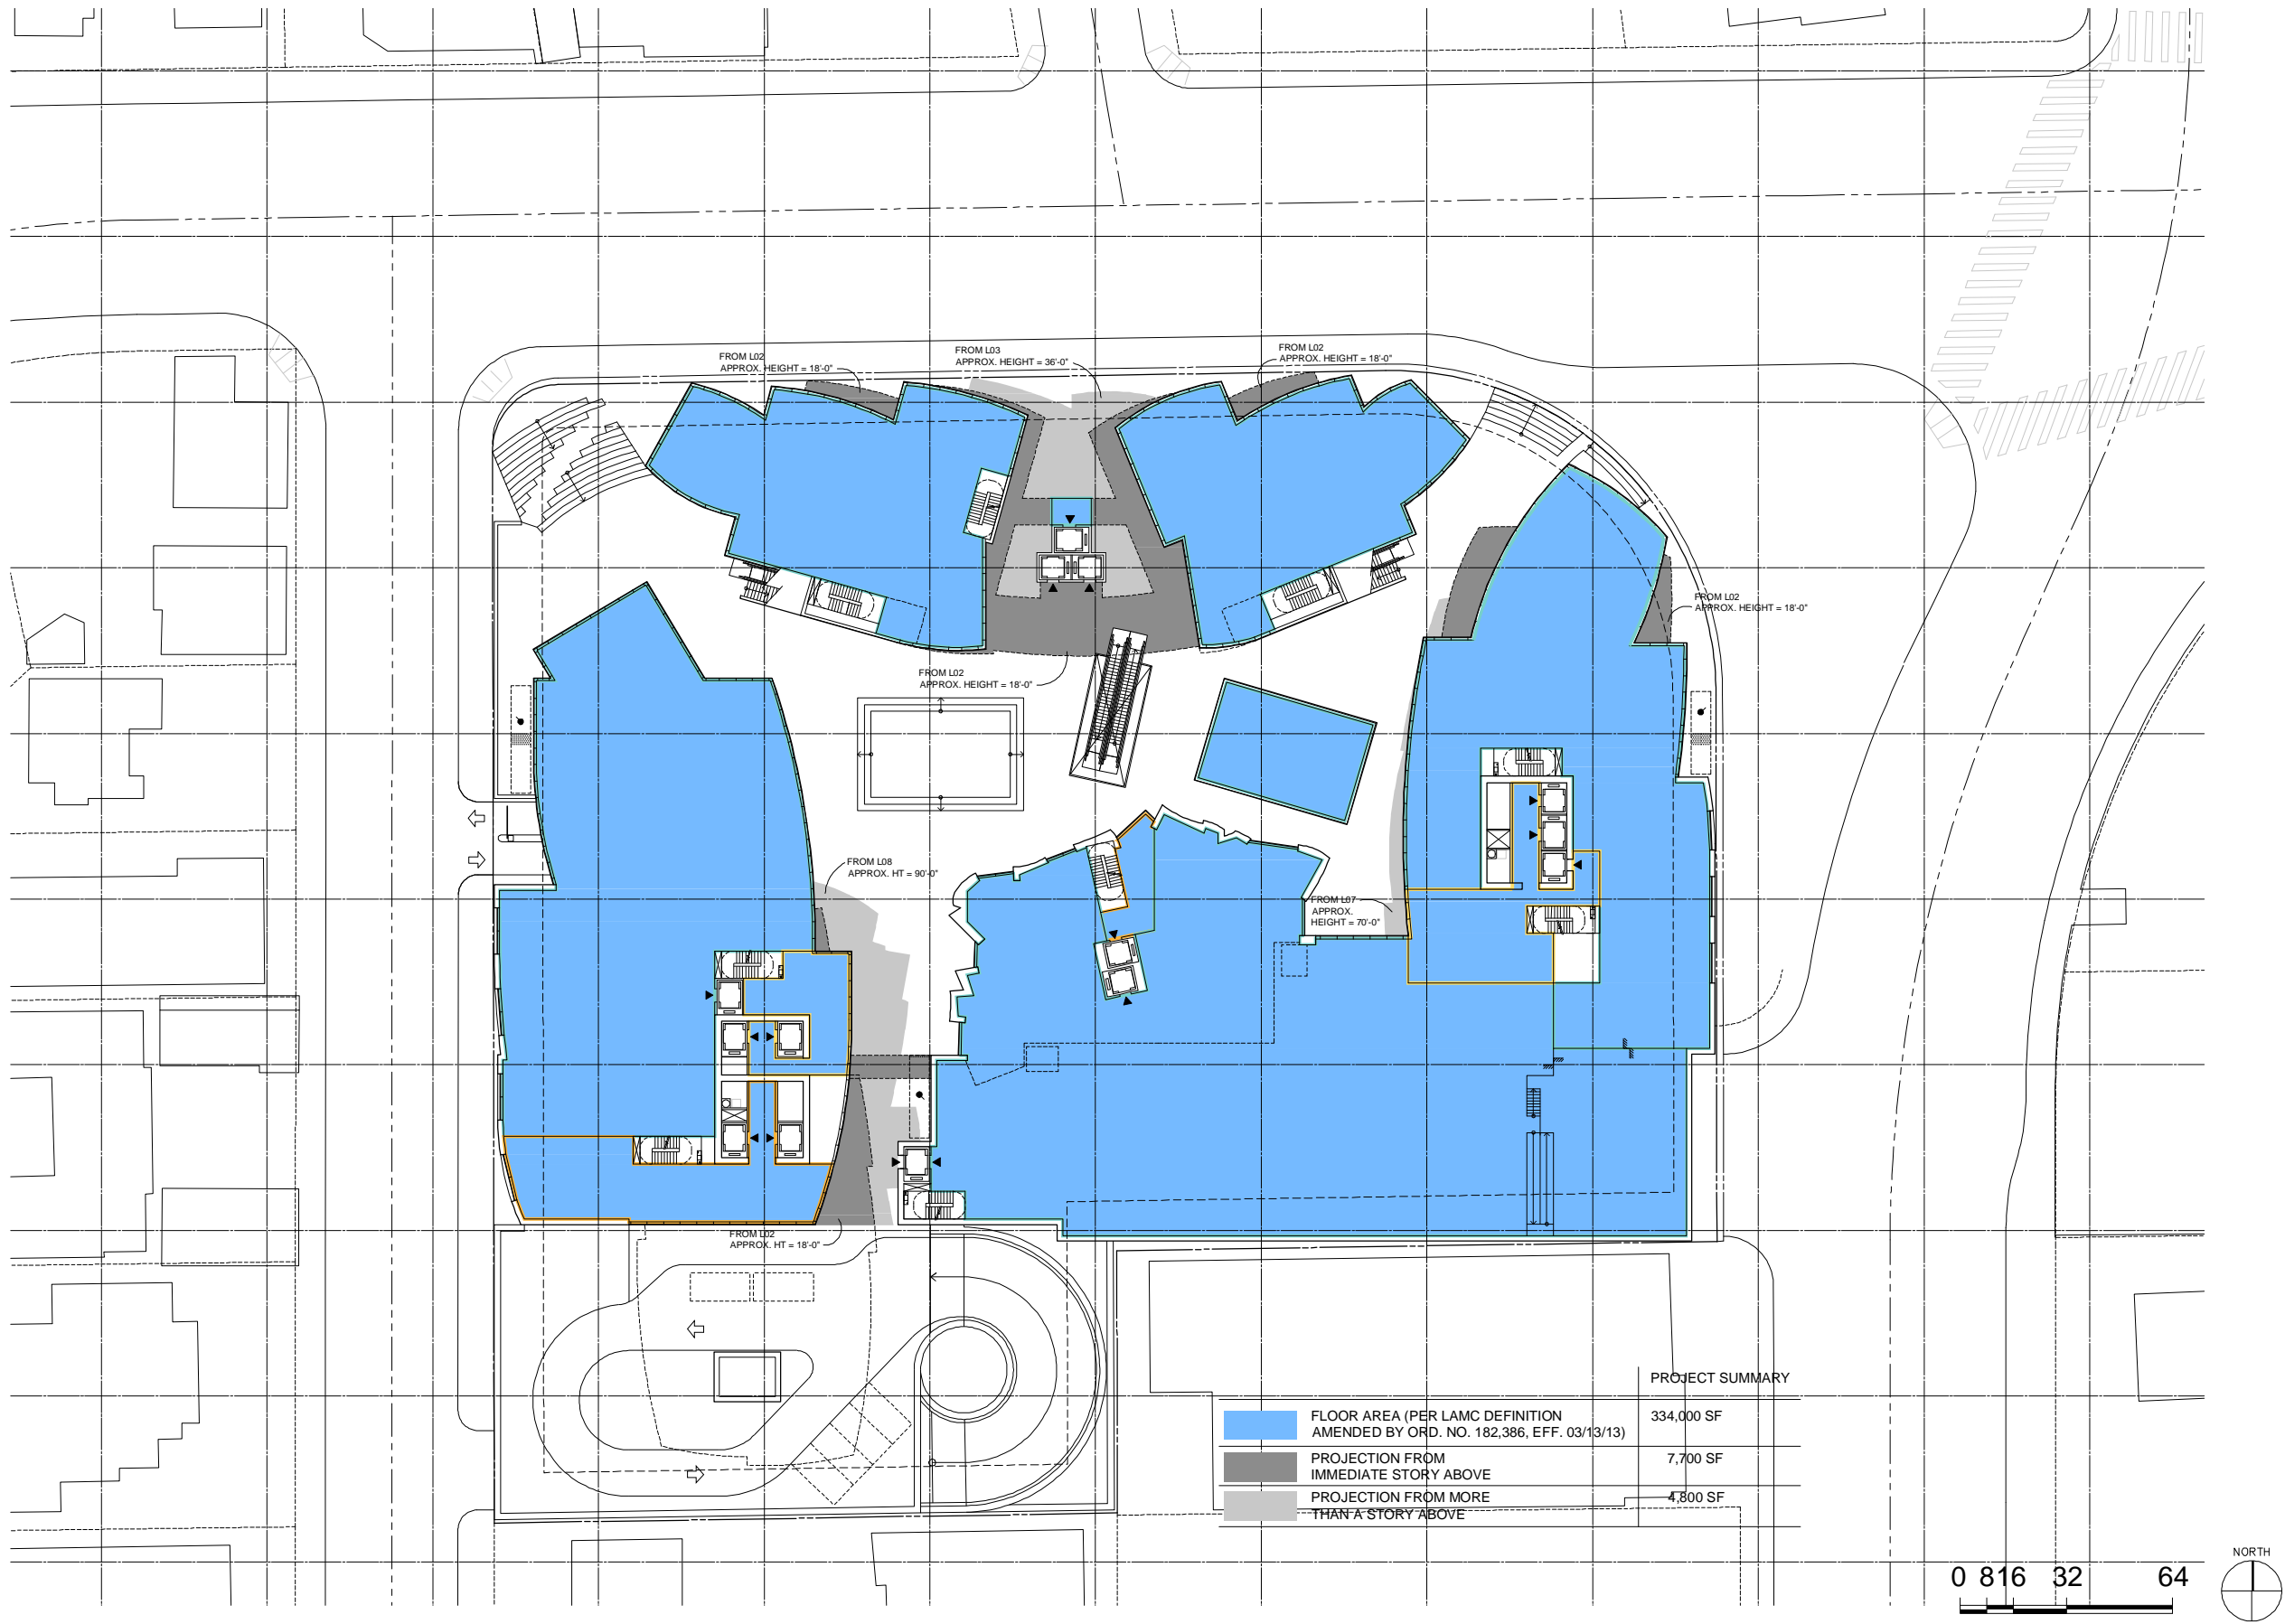 FROM L02
APPROX. HEIGHT = 18'-0"
FROM L03
APPROX. HEIGHT = 36'-0"
FROM L02
APPROX. HEIGHT = 18'-0"
FROM L02
APPROX. HEIGHT = 18'-0"
FROM L02
APPROX. HEIGHT = 18'-0"
FROM L08
APPROX. HT = 90'-0"
FROM L07
APPROX.
HEIGHT = 70'-0"
FROM L02
APPROX. HT = 18'-0"
PROJECT SUMMARY
FLOOR AREA (PER LAMC DEFINITION
AMENDED BY ORD. NO. 182,386, EFF. 03/13/13)
334,000 SF
PROJECTION FROM
IMMEDIATE STORY ABOVE
7,700 SF
PROJECTION FROM MORE
THAN A STORY ABOVE
4,800 SF
NORTH
0 8 16 32 64